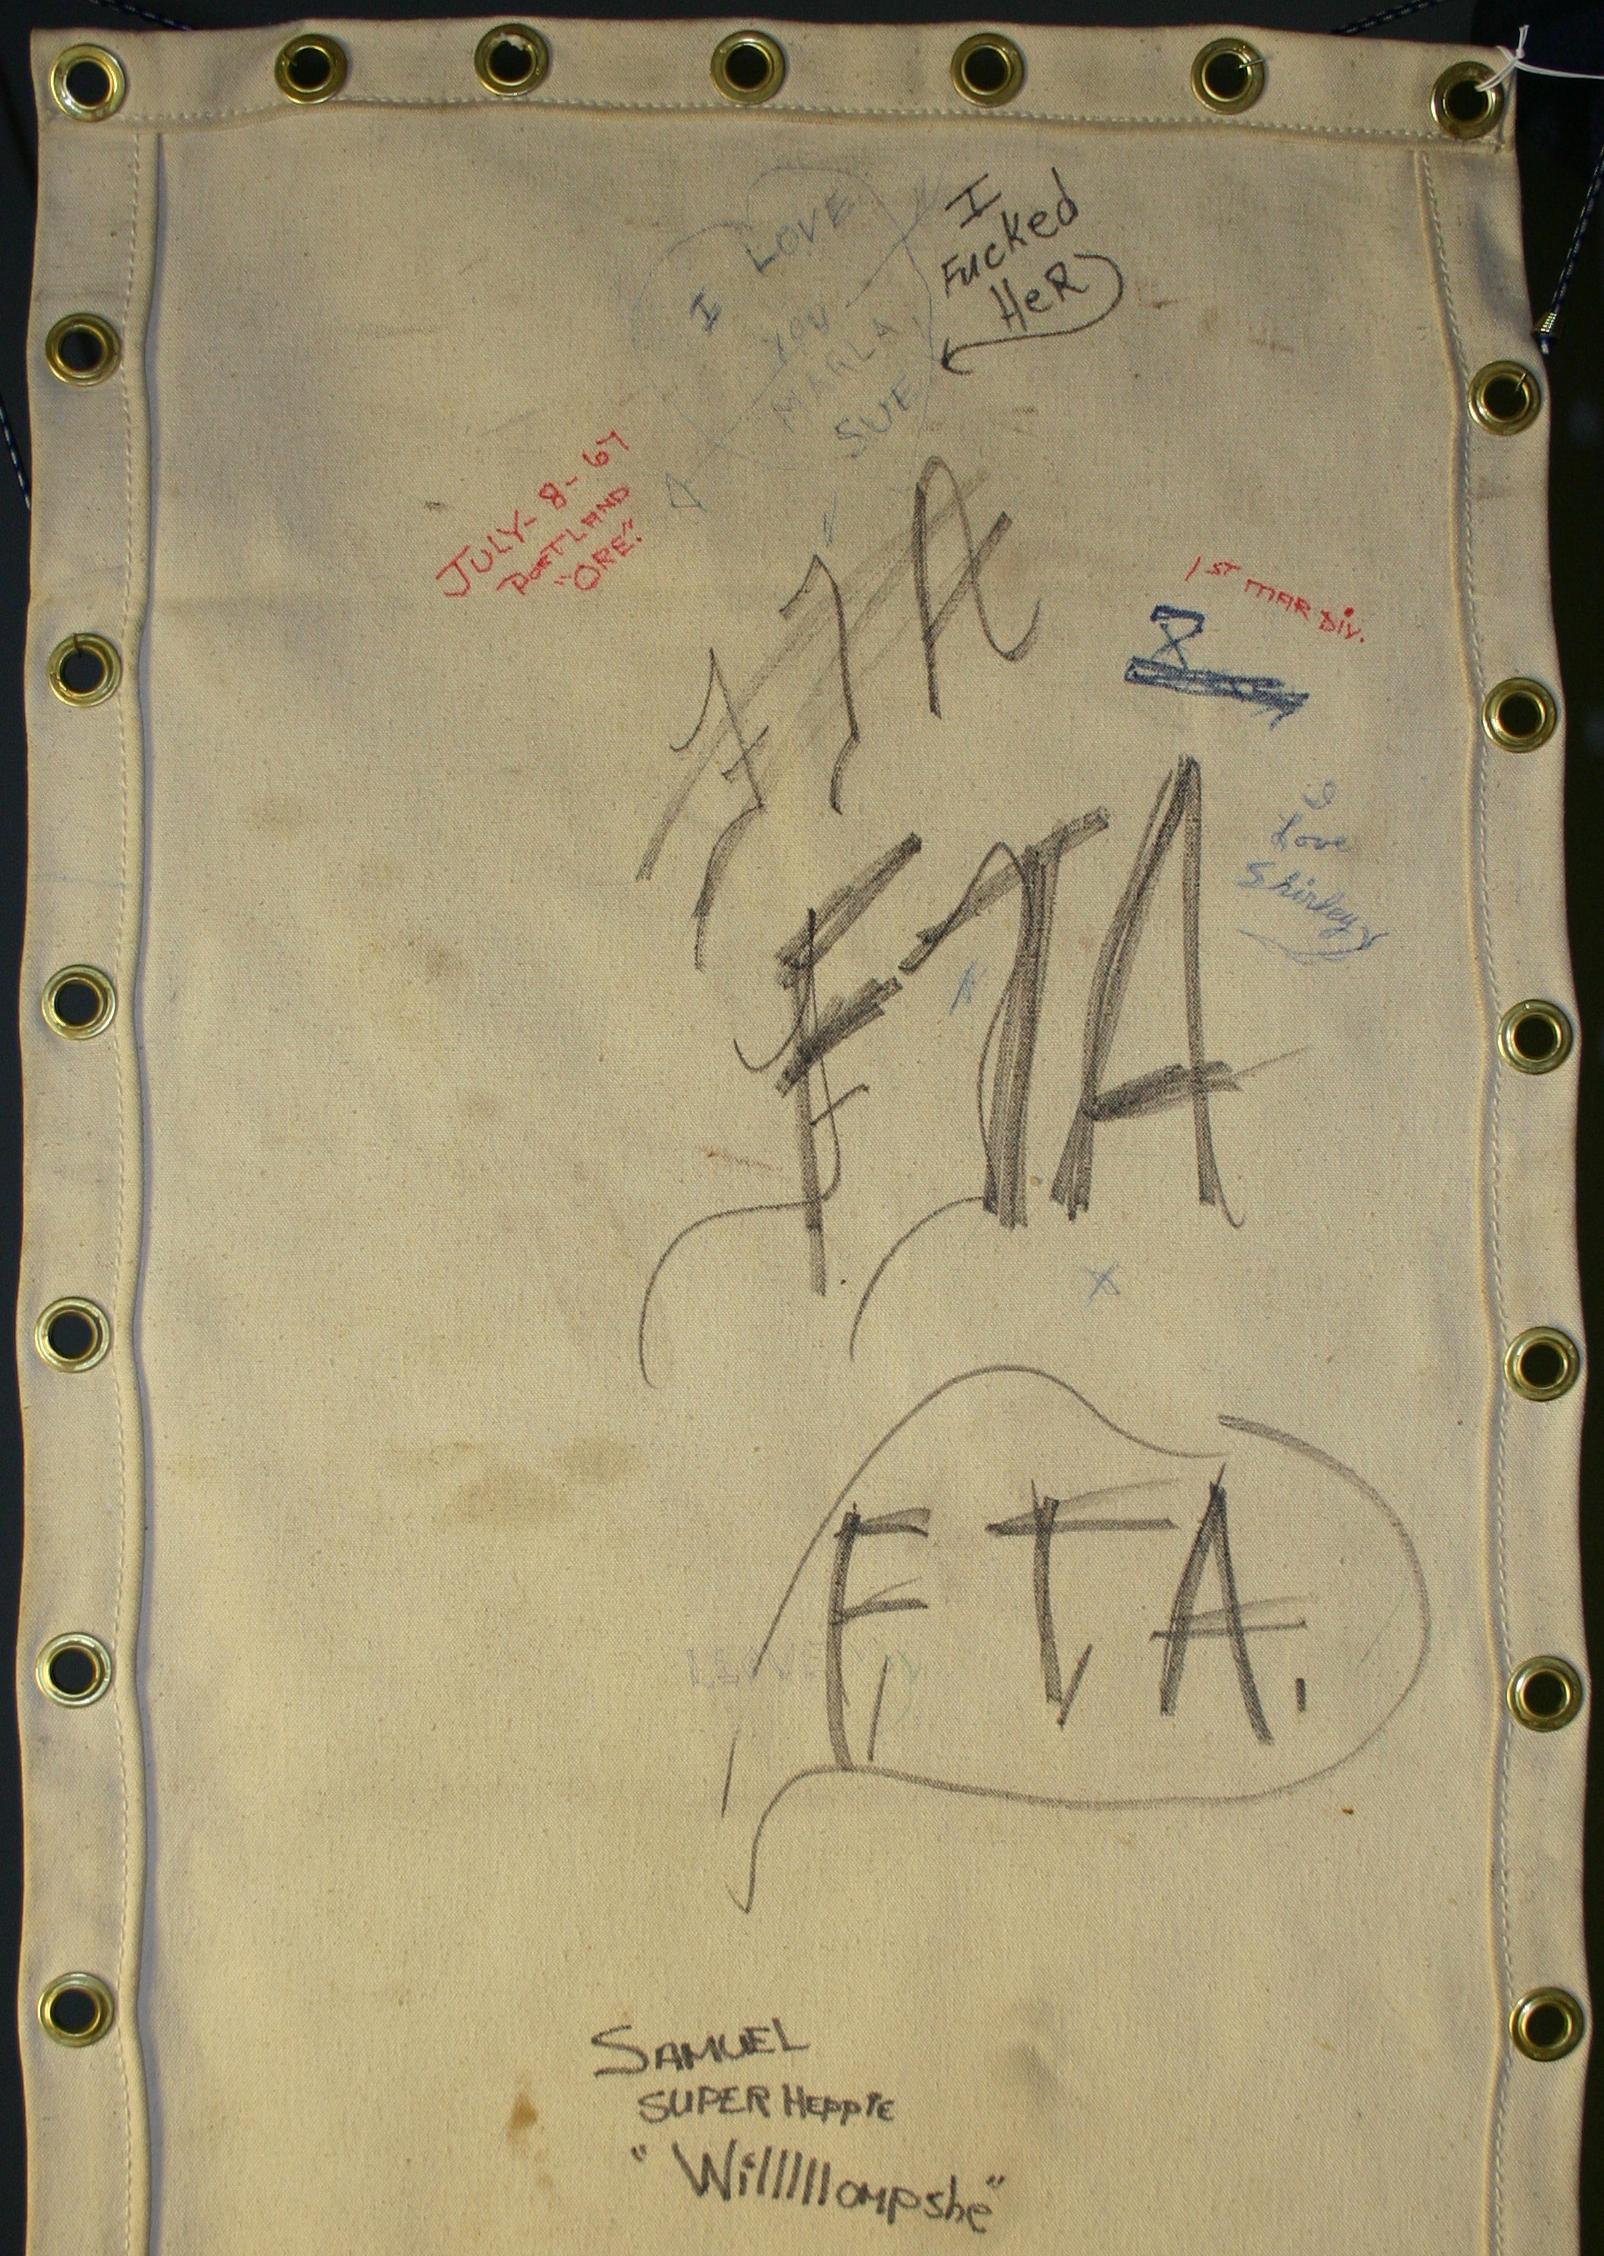 I LOVE
YOU
MARLA
SUE
I
Fucked
HeR
JULY-8-67
PORTLAND
"ORE."
FTA
1ST MAR DIV.
FTA
I
Love
Shirley
X
F.T.A.
SAMUEL
SUPER HEPPIE
"Willlllompshe"